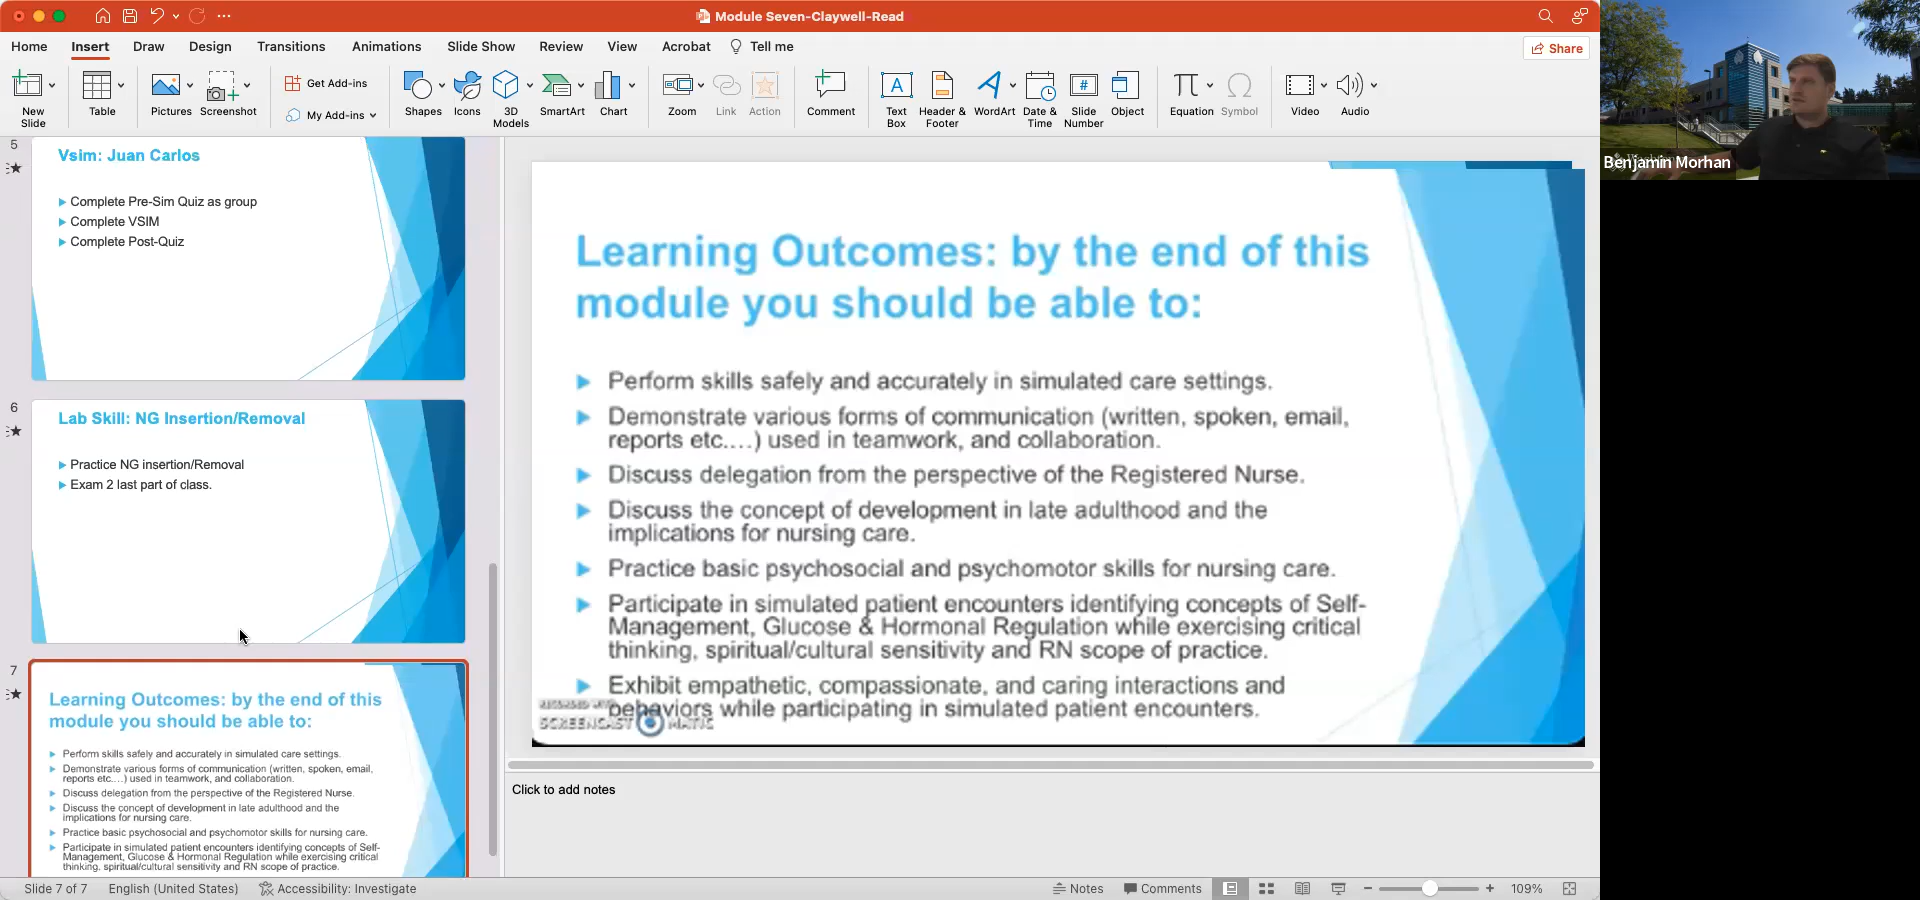 Module Seven-Claywell-Read
Home Insert Draw Design Transitions Animations Slide Show Review View Acrobat Tell me
Share
New Slide
Table
Pictures
Screenshot
Get Add-ins
My Add-ins
Shapes
Icons
3D Models
SmartArt
Chart
Zoom
Link
Action
Comment
Text Box
Header & Footer
WordArt
Date & Time
Slide Number
Object
Equation
Symbol
Video
Audio
5
Vsim: Juan Carlos
Complete Pre-Sim Quiz as group
Complete VSIM
Complete Post-Quiz
6
Lab Skill: NG Insertion/Removal
Practice NG insertion/Removal
Exam 2 last part of class.
7
Learning Outcomes: by the end of this
module you should be able to:
Perform skills safely and accurately in simulated care settings.
Demonstrate various forms of communication (written, spoken, email,
reports etc....) used in teamwork, and collaboration.
Discuss delegation from the perspective of the Registered Nurse.
Discuss the concept of development in late adulthood and the
implications for nursing care.
Practice basic psychosocial and psychomotor skills for nursing care.
Participate in simulated patient encounters identifying concepts of Self-
Management, Glucose & Hormonal Regulation while exercising critical
thinking, spiritual/cultural sensitivity and RN scope of practice.
Learning Outcomes: by the end of this
module you should be able to:
Perform skills safely and accurately in simulated care settings.
Demonstrate various forms of communication (written, spoken, email,
reports etc....) used in teamwork, and collaboration.
Discuss delegation from the perspective of the Registered Nurse.
Discuss the concept of development in late adulthood and the
implications for nursing care.
Practice basic psychosocial and psychomotor skills for nursing care.
Participate in simulated patient encounters identifying concepts of Self-
Management, Glucose & Hormonal Regulation while exercising critical
thinking, spiritual/cultural sensitivity and RN scope of practice.
Exhibit empathetic, compassionate, and caring interactions and
behaviors while participating in simulated patient encounters.
RECORDED WITH
SCREENCAST MATIC
Click to add notes
Slide 7 of 7 English (United States) Accessibility: Investigate
Notes Comments 109%
Benjamin Morhan